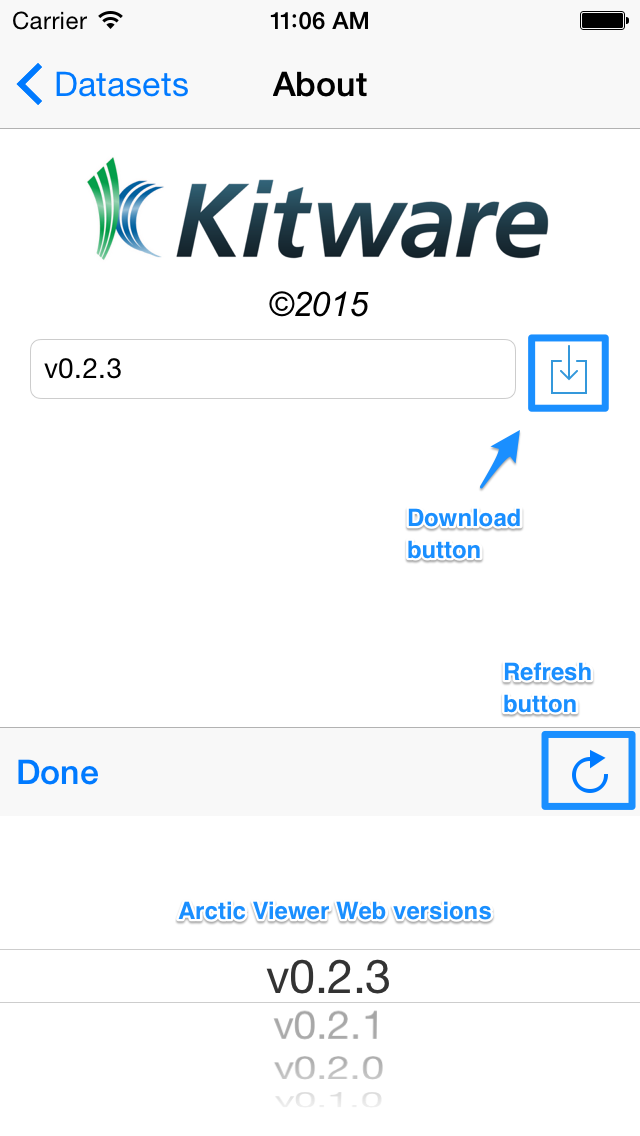 Carrier 11:06 AM
Datasets About
Kitware
©2015
v0.2.3
Download
button
Refresh
button
Done
Arctic Viewer Web versions
v0.2.3
v0.2.1
v0.2.0
v0.1.0